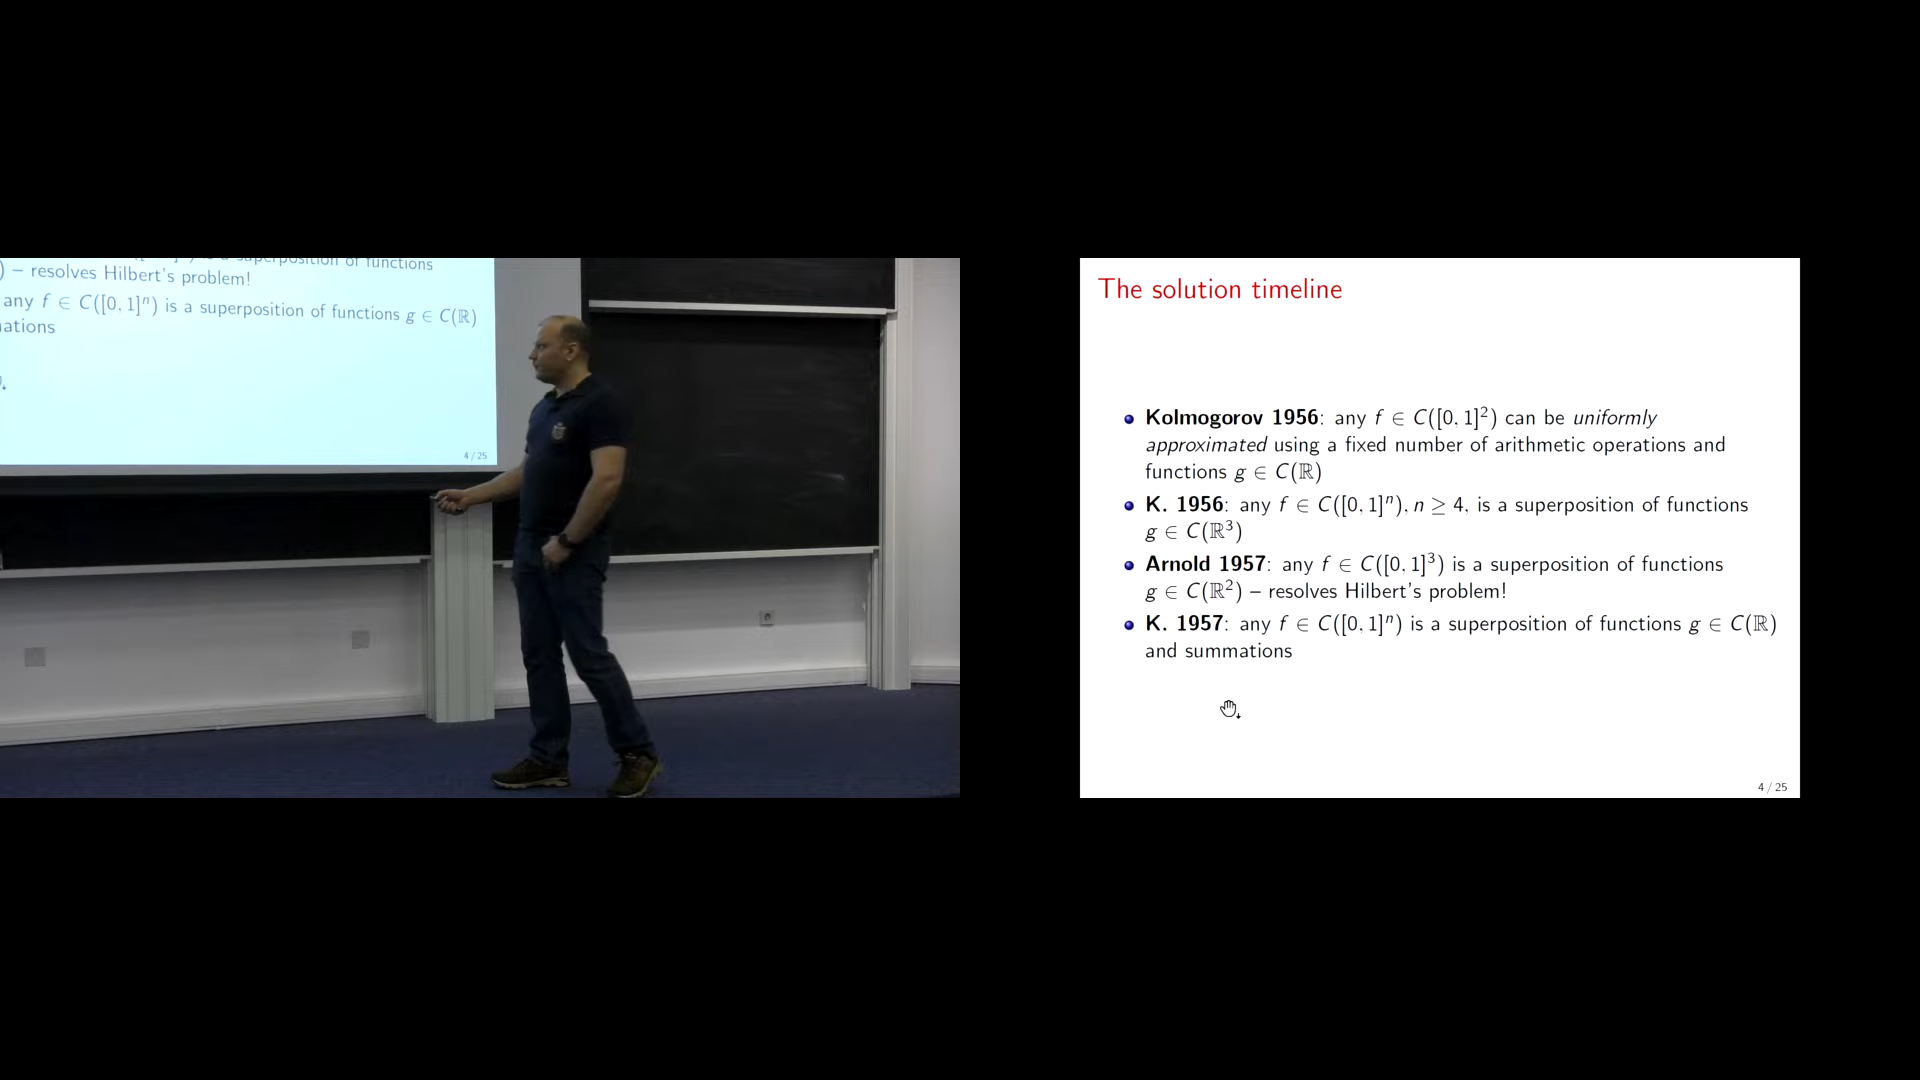 ) – resolves Hilbert's problem!
any f ∈ C([0, 1]ⁿ) is a superposition of functions g ∈ C(ℝ)
ations
4 / 25
The solution timeline
Kolmogorov 1956: any f ∈ C([0, 1]²) can be uniformly
approximated using a fixed number of arithmetic operations and
functions g ∈ C(ℝ)
K. 1956: any f ∈ C([0, 1]ⁿ), n ≥ 4, is a superposition of functions
g ∈ C(ℝ³)
Arnold 1957: any f ∈ C([0, 1]³) is a superposition of functions
g ∈ C(ℝ²) – resolves Hilbert's problem!
K. 1957: any f ∈ C([0, 1]ⁿ) is a superposition of functions g ∈ C(ℝ)
and summations
4 / 25